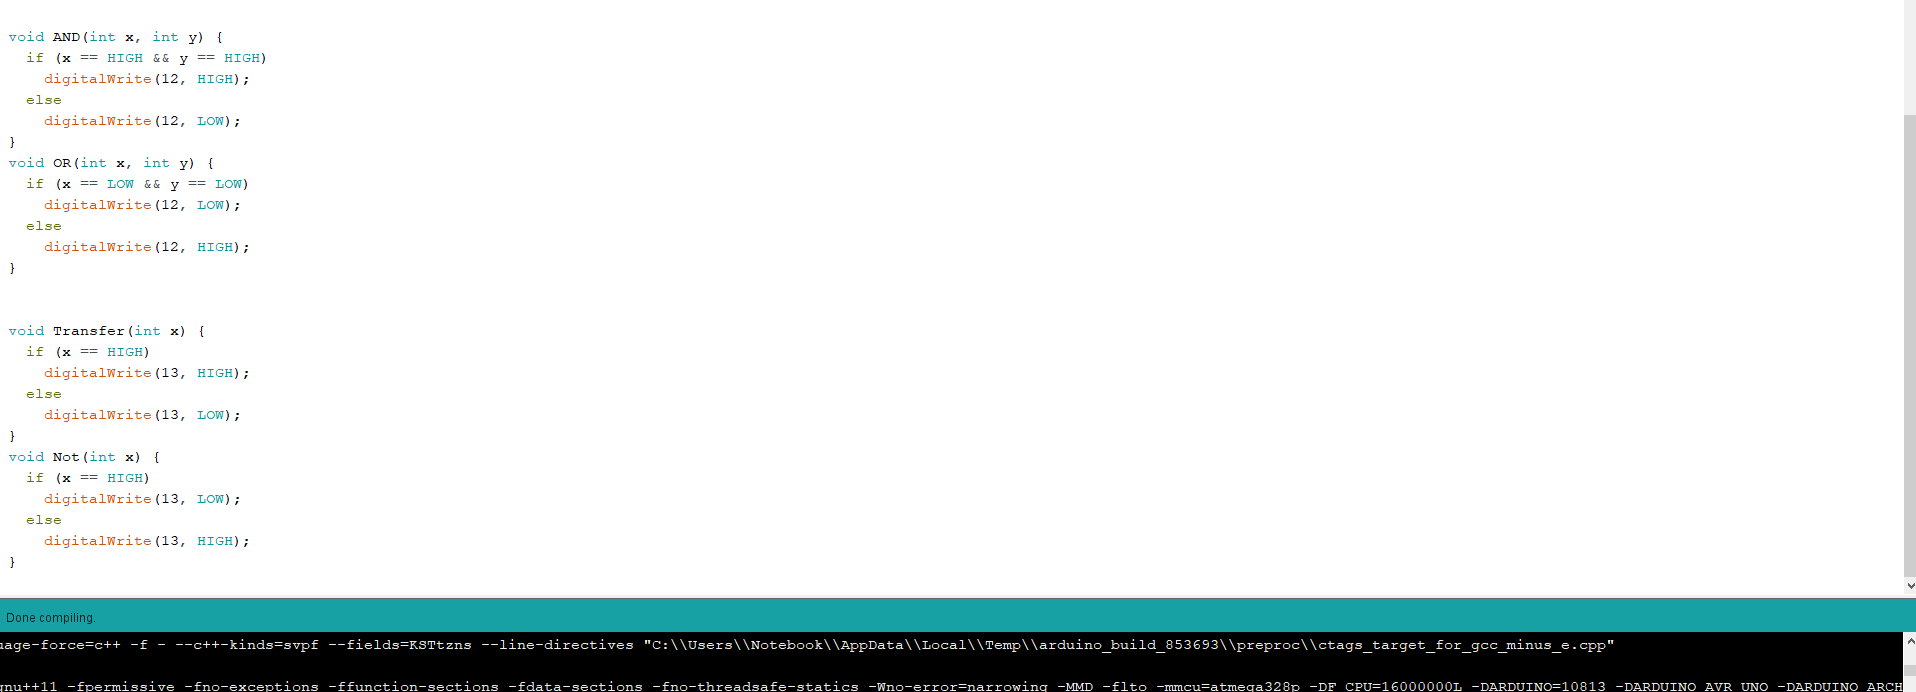 void AND(int x, int y) {
  if (x == HIGH && y == HIGH)
    digitalWrite(12, HIGH);
  else
    digitalWrite(12, LOW);
}
void OR(int x, int y) {
  if (x == LOW && y == LOW)
    digitalWrite(12, LOW);
  else
    digitalWrite(12, HIGH);
}
void Transfer(int x) {
  if (x == HIGH)
    digitalWrite(13, HIGH);
  else
    digitalWrite(13, LOW);
}
void Not(int x) {
  if (x == HIGH)
    digitalWrite(13, LOW);
  else
    digitalWrite(13, HIGH);
}
Done compiling.
uage-force=c++ -f - --c++-kinds=svpf --fields=KSTtzns --line-directives "C:\\Users\\Notebook\\AppData\\Local\\Temp\\arduino_build_853693\\preproc\\ctags_target_for_gcc_minus_e.cpp"
gnu++11 -fpermissive -fno-exceptions -ffunction-sections -fdata-sections -fno-threadsafe-statics -Wno-error=narrowing -MMD -flto -mmcu=atmega328p -DF_CPU=16000000L -DARDUINO=10813 -DARDUINO_AVR_UNO -DARDUINO_ARCH